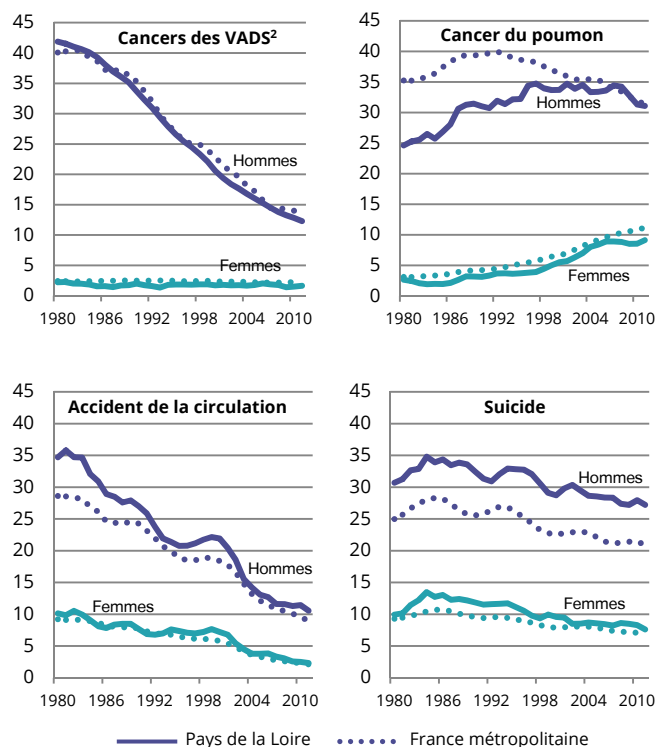 Cancers des VADS²
45
40
35
30
25
20
15
10
5
0
Hommes
Femmes
1980 1986 1992 1998 2004 2010
Cancer du poumon
45
40
35
30
25
20
15
10
5
0
Hommes
Femmes
1980 1986 1992 1998 2004 2010
Accident de la circulation
45
40
35
30
25
20
15
10
5
0
Hommes
Femmes
1980 1986 1992 1998 2004 2010
Suicide
45
40
35
30
25
20
15
10
5
0
Hommes
Femmes
1980 1986 1992 1998 2004 2010
Pays de la Loire France métropolitaine